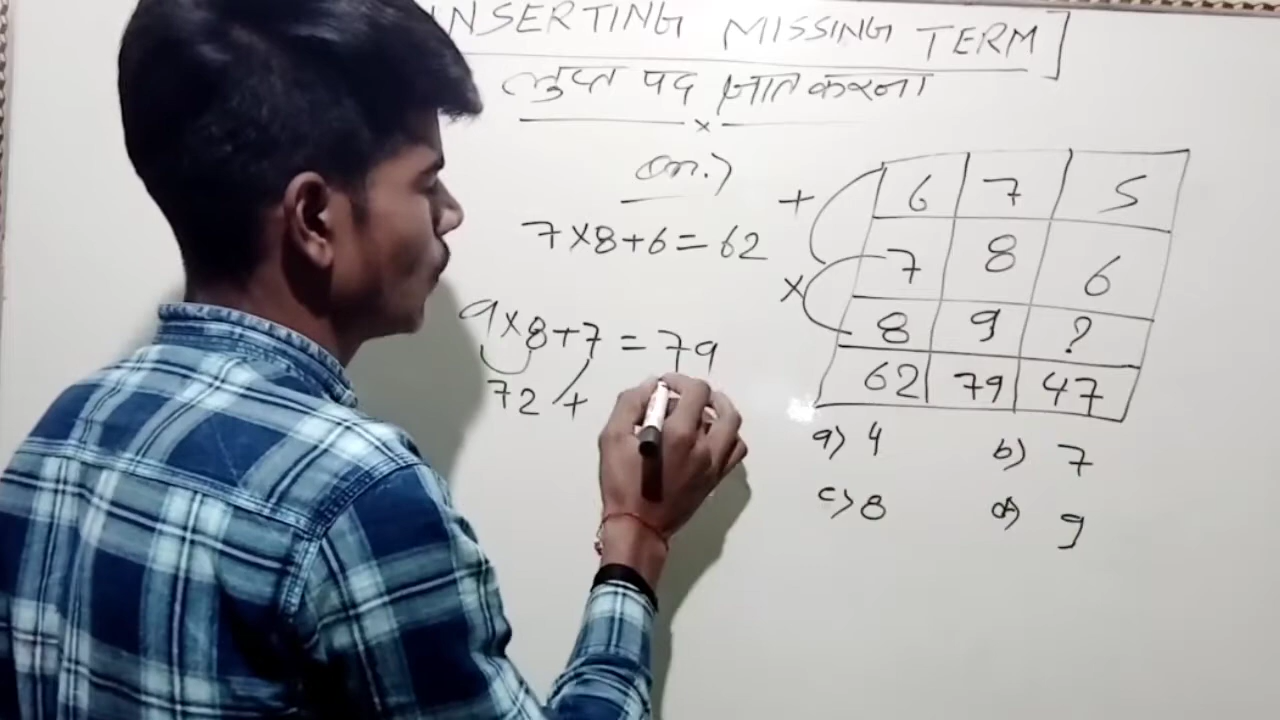 INSERTING MISSING TERM]
लुप्त पद ज्ञात करना
x
on.>
7×8+6=62
9×8+7=79
72+
+ 6 7 5
× 7 8 6
8 9 ?
62 79 47
a) 4 b) 7
c) 8 d) 9